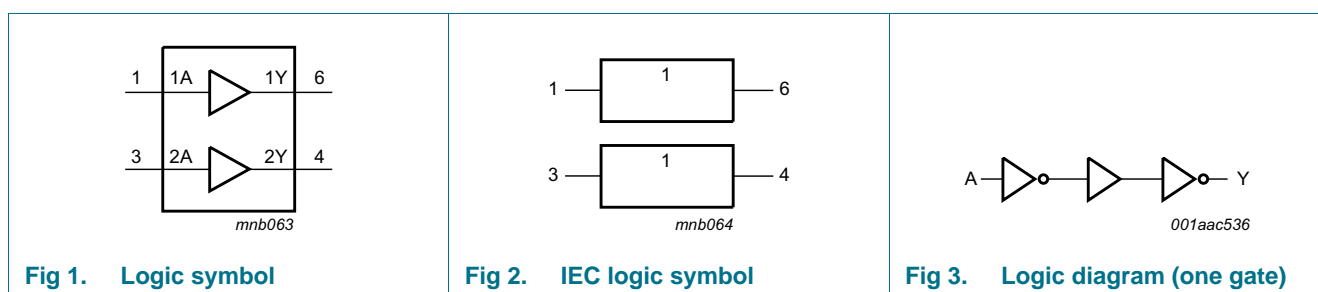 1 1A 1Y 6
3 2A 2Y 4
mnb063
Fig 1. Logic symbol
1 1 6
3 1 4
mnb064
Fig 2. IEC logic symbol
A Y
001aac536
Fig 3. Logic diagram (one gate)